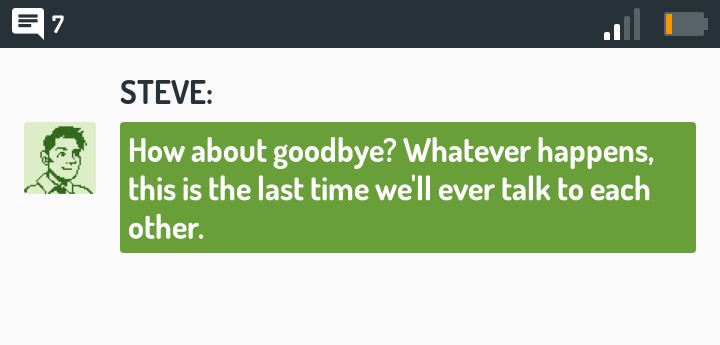 7
STEVE:
How about goodbye? Whatever happens,
this is the last time we'll ever talk to each
other.